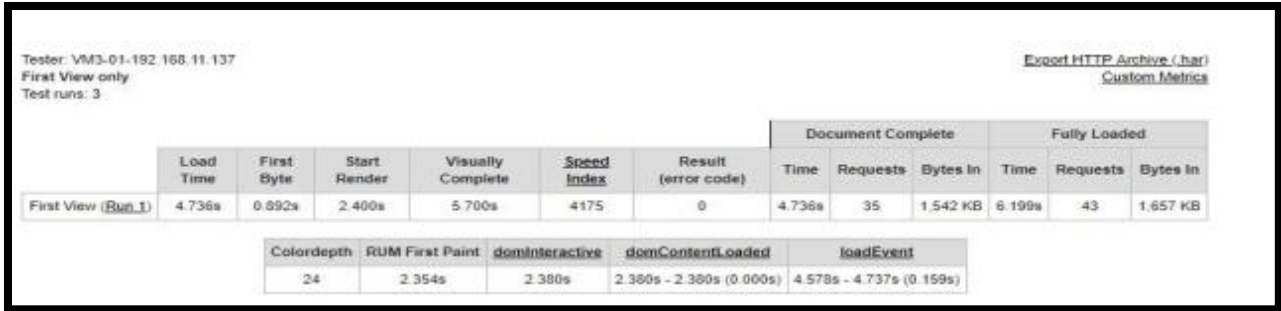 Tester: VM3-01-192.168.11.137
First View only
Test runs: 3
Export HTTP Archive (.har)
Custom Metrics
Document Complete Fully Loaded
Load Time First Byte Start Render Visually Complete Speed Index Result (error code) Time Requests Bytes In Time Requests Bytes In
First View (Run 1) 4.736s 0.892s 2.400s 5.700s 4175 0 4.736s 35 1,542 KB 6.199s 43 1,657 KB
Colordepth RUM First Paint domInteractive domContentLoaded loadEvent
24 2.354s 2.380s 2.380s - 2.380s (0.000s) 4.578s - 4.737s (0.159s)